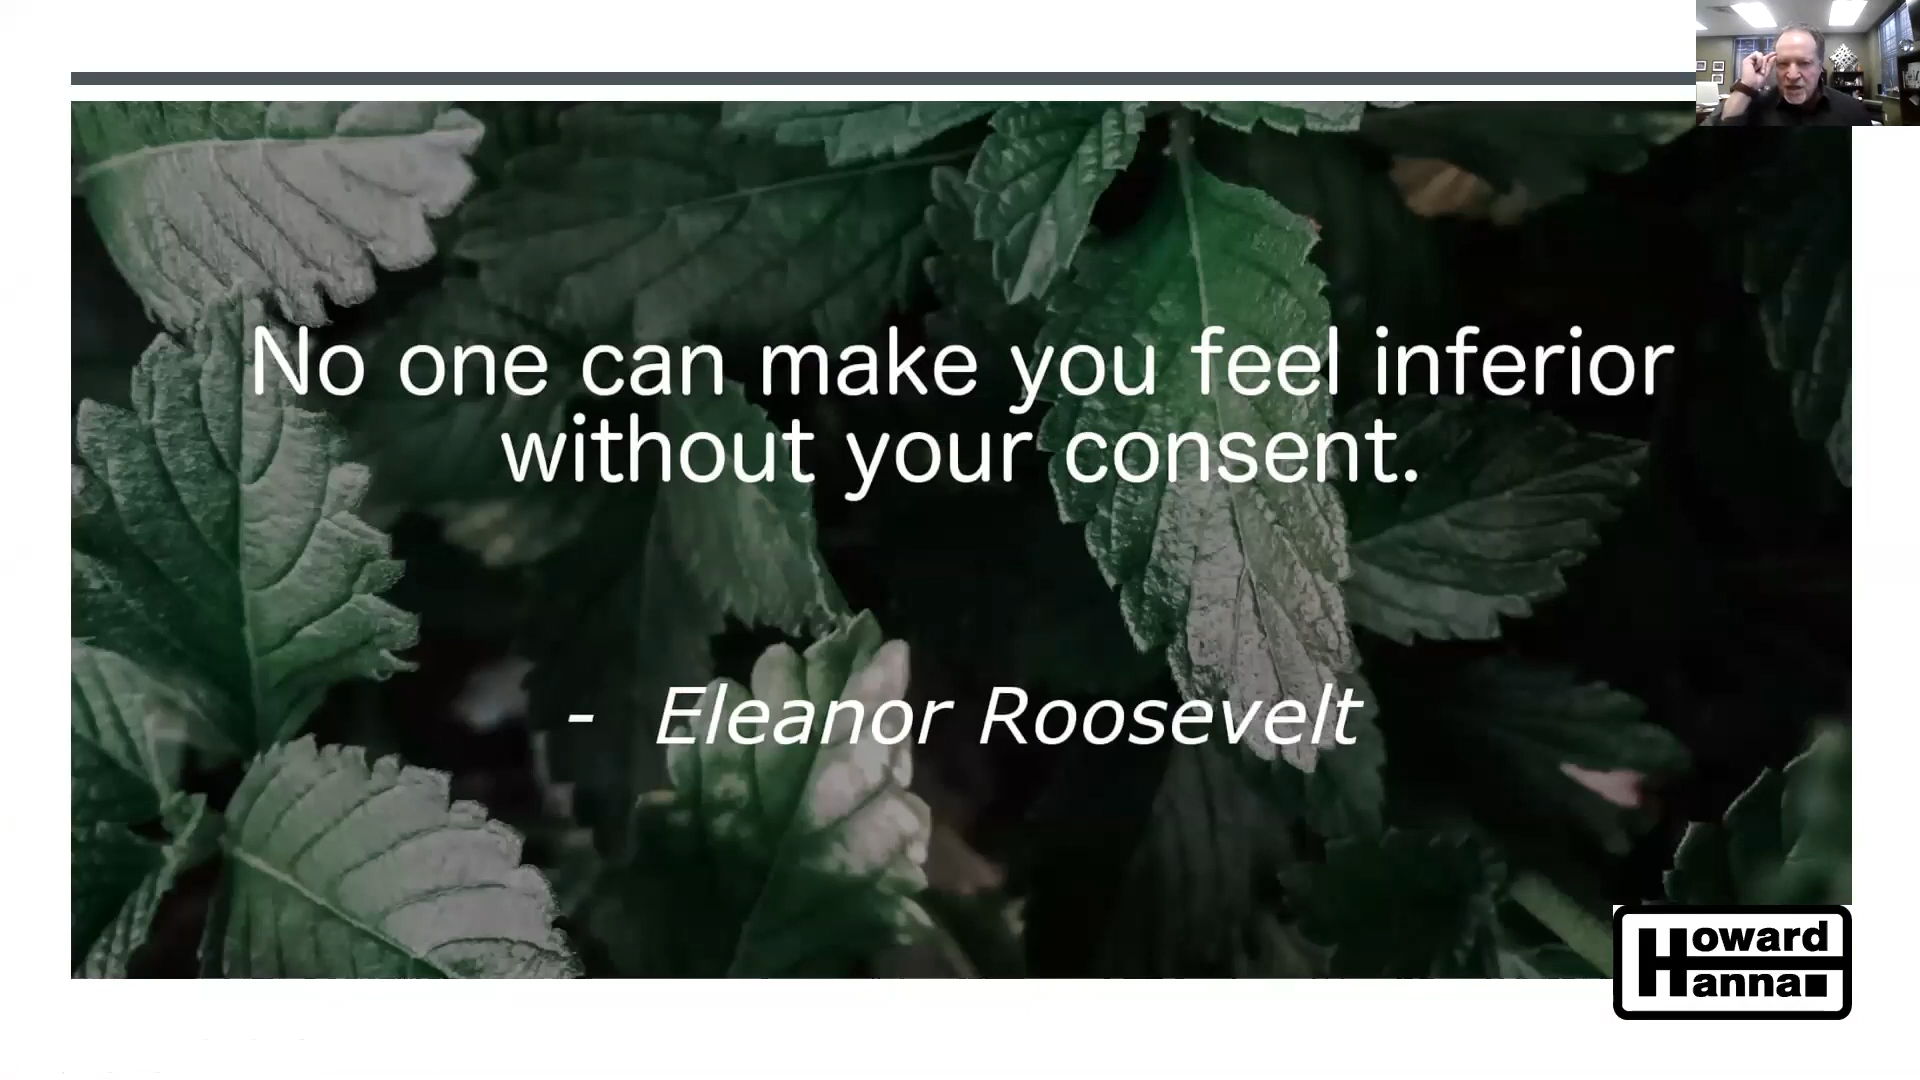 No one can make you feel inferior
without your consent.
- Eleanor Roosevelt
Howard
Hanna